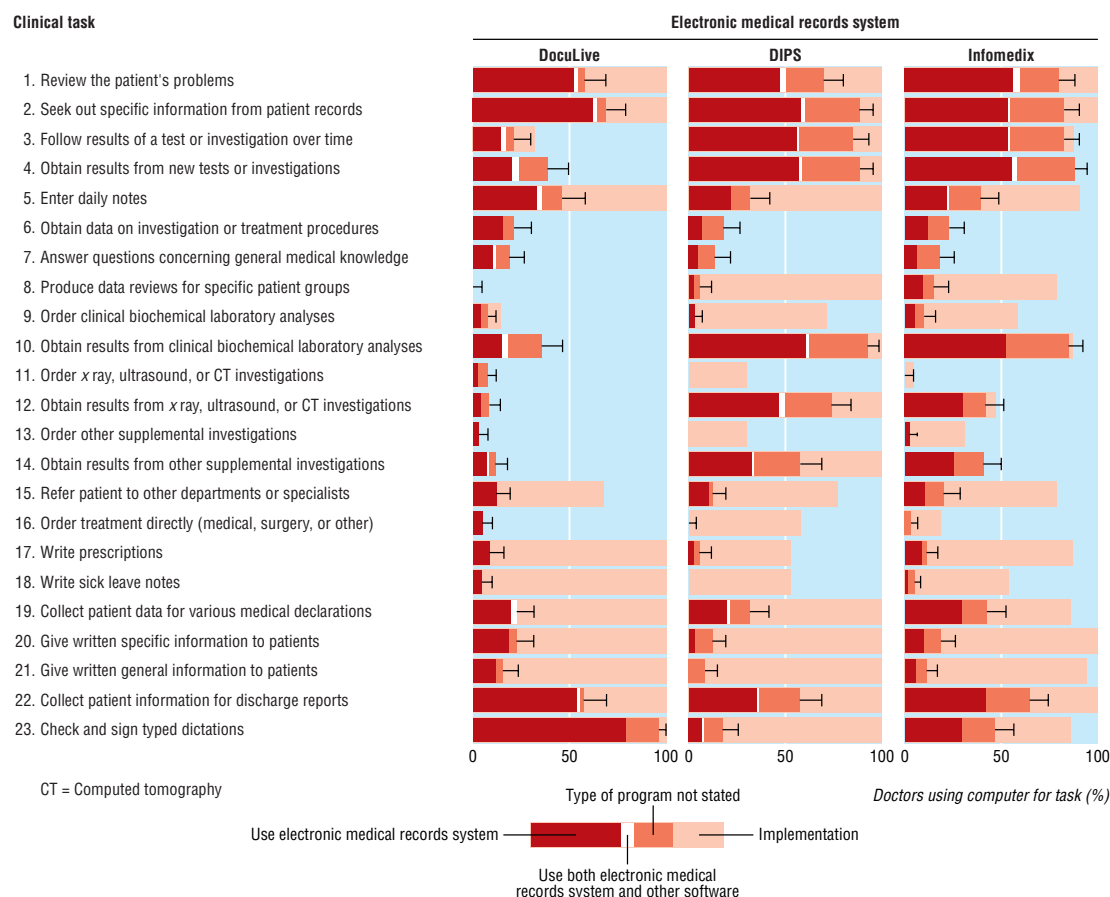 Clinical task
Electronic medical records system
DocuLive
DIPS
Infomedix
1. Review the patient's problems
2. Seek out specific information from patient records
3. Follow results of a test or investigation over time
4. Obtain results from new tests or investigations
5. Enter daily notes
6. Obtain data on investigation or treatment procedures
7. Answer questions concerning general medical knowledge
8. Produce data reviews for specific patient groups
9. Order clinical biochemical laboratory analyses
10. Obtain results from clinical biochemical laboratory analyses
11. Order x ray, ultrasound, or CT investigations
12. Obtain results from x ray, ultrasound, or CT investigations
13. Order other supplemental investigations
14. Obtain results from other supplemental investigations
15. Refer patient to other departments or specialists
16. Order treatment directly (medical, surgery, or other)
17. Write prescriptions
18. Write sick leave notes
19. Collect patient data for various medical declarations
20. Give written specific information to patients
21. Give written general information to patients
22. Collect patient information for discharge reports
23. Check and sign typed dictations
0 50 100 0 50 100 0 50 100
CT = Computed tomography
Doctors using computer for task (%)
Type of program not stated
Use electronic medical records system
Implementation
Use both electronic medical
records system and other software